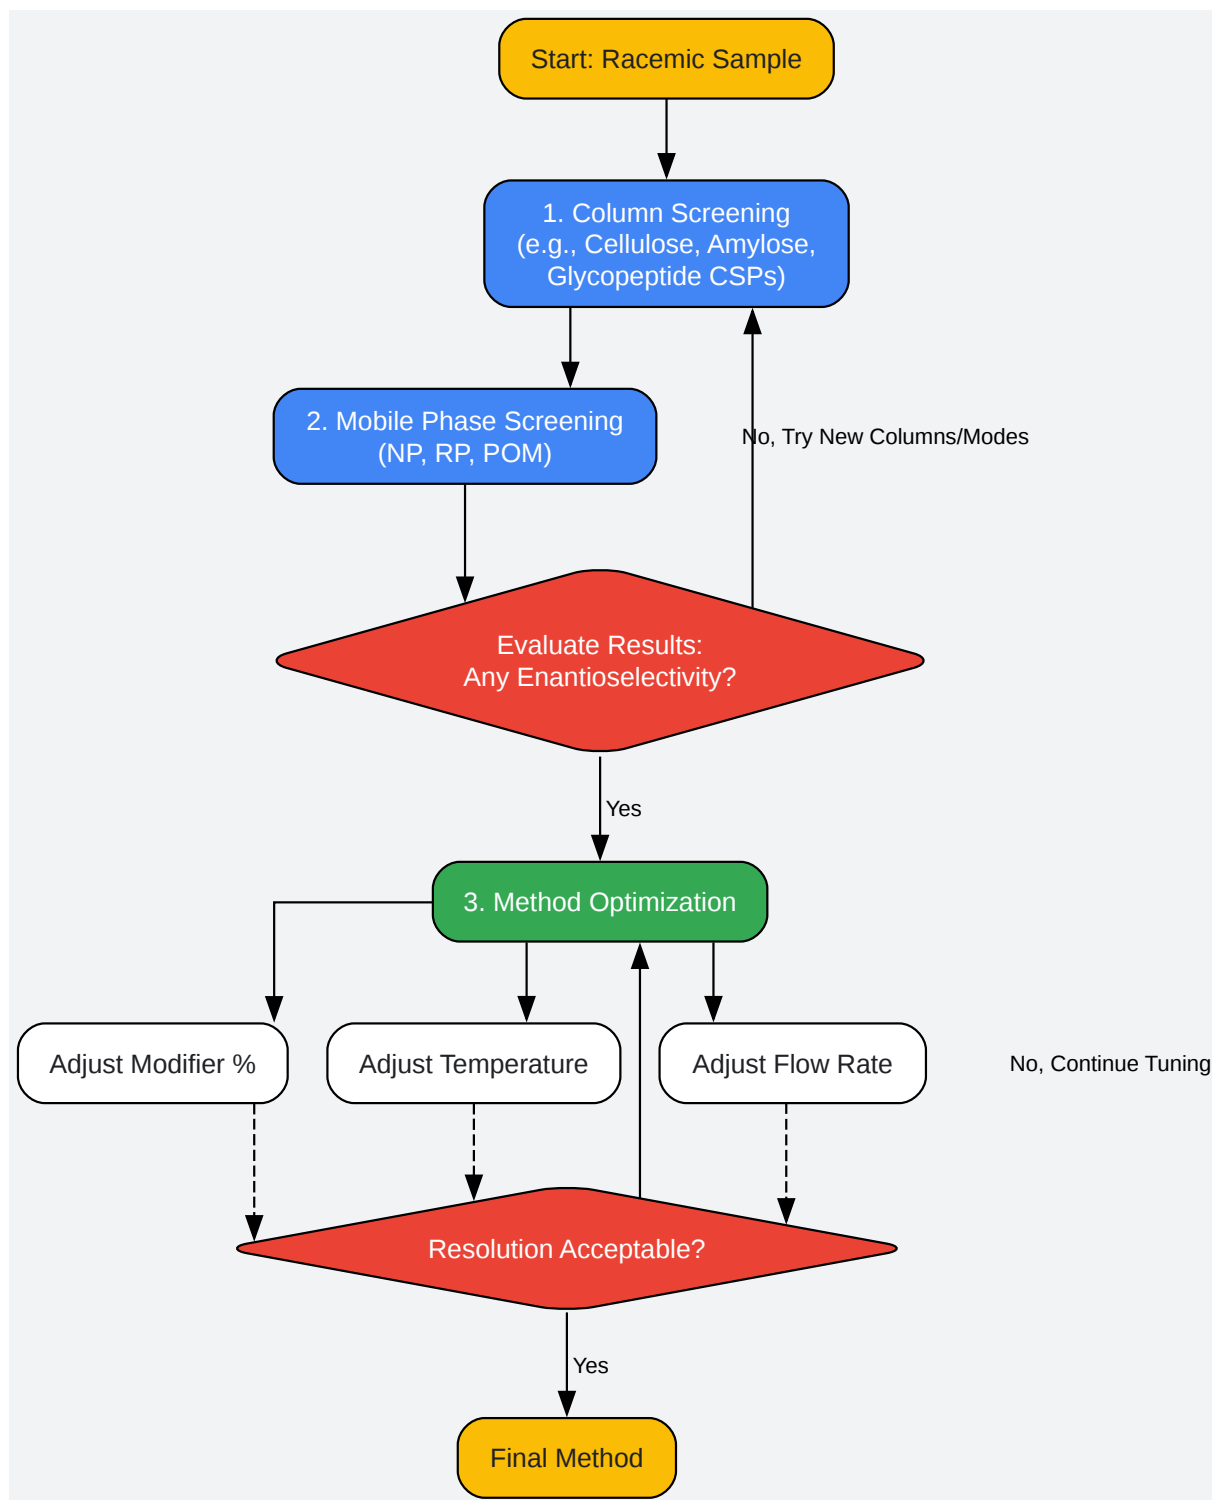 Start: Racemic Sample
1. Column Screening
(e.g., Cellulose, Amylose,
Glycopeptide CSPs)
2. Mobile Phase Screening
(NP, RP, POM)
No, Try New Columns/Modes
Evaluate Results:
Any Enantioselectivity?
Yes
3. Method Optimization
Adjust Modifier %
Adjust Temperature
Adjust Flow Rate
No, Continue Tuning
Resolution Acceptable?
Yes
Final Method